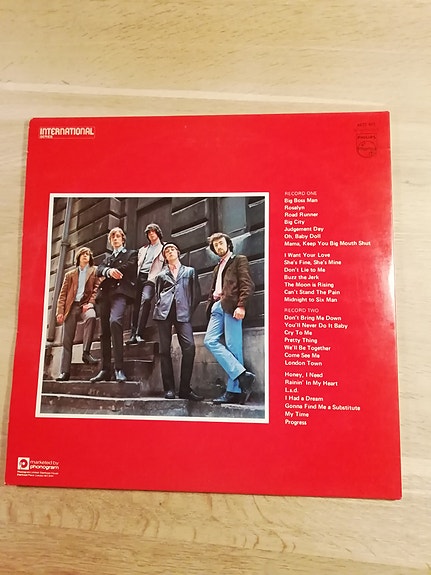 INTERNATIONAL
SERIES
PHILIPS
RECORD ONE
Big Boss Man
Rosalyn
Road Runner
Big City
Judgement Day
Oh, Baby Doll
Mama, Keep You Big Mouth Shut
I Want Your Love
She's Fine, She's Mine
Don't Lie to Me
Buzz the Jerk
The Moon is Rising
Can't Stand The Pain
Midnight to Six Man
RECORD TWO
Don't Bring Me Down
You'll Never Do It Baby
Cry To Me
Pretty Thing
We'll Be Together
Come See Me
London Town
Honey, I Need
Rainin' In My Heart
L.s.d.
I Had a Dream
Gonna Find Me a Substitute
My Time
Progress
marketed by
phonogram